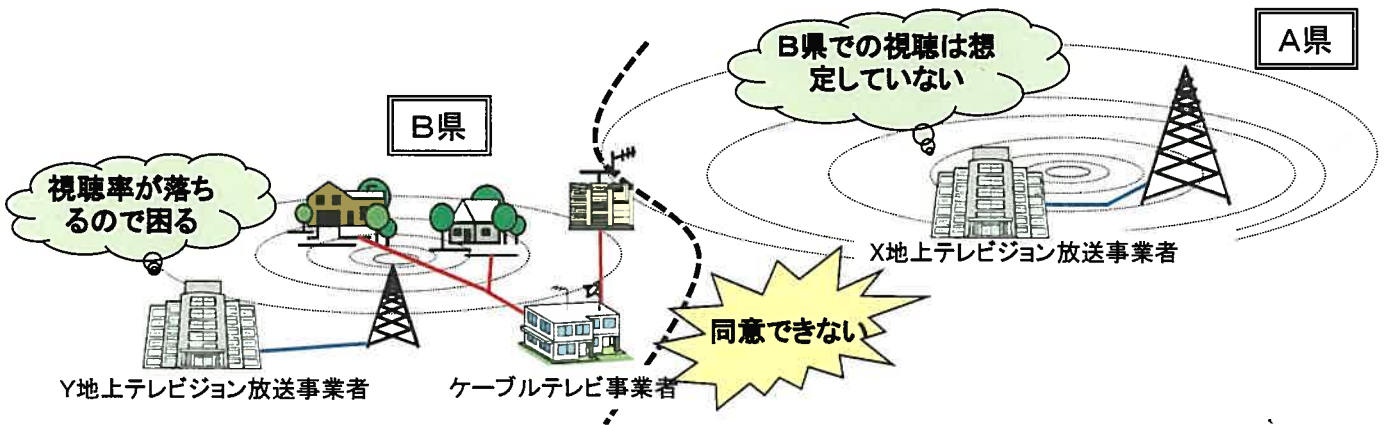 A県
B県での視聴は想
定していない
B県
視聴率が落ち
るので困る
X地上テレビジョン放送事業者
同意できない
Y地上テレビジョン放送事業者
ケーブルテレビ事業者